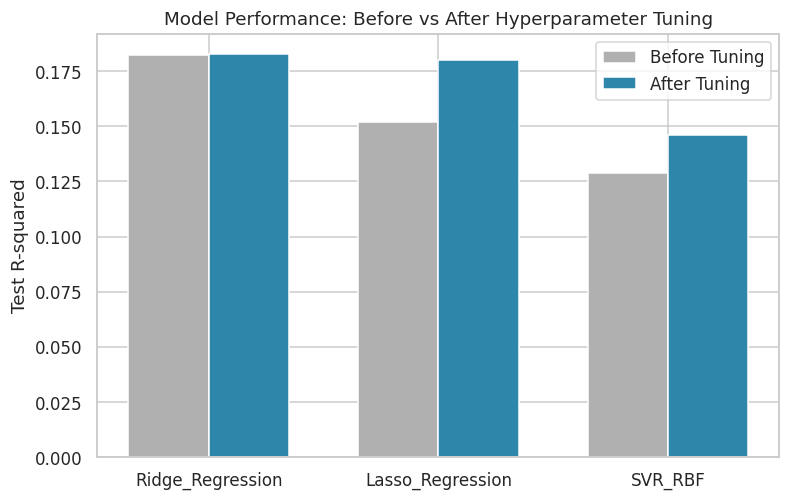 Model Performance: Before vs After Hyperparameter Tuning
Before Tuning
After Tuning
Test R-squared
0.175
0.150
0.125
0.100
0.075
0.050
0.025
0.000
Ridge_Regression
Lasso_Regression
SVR_RBF